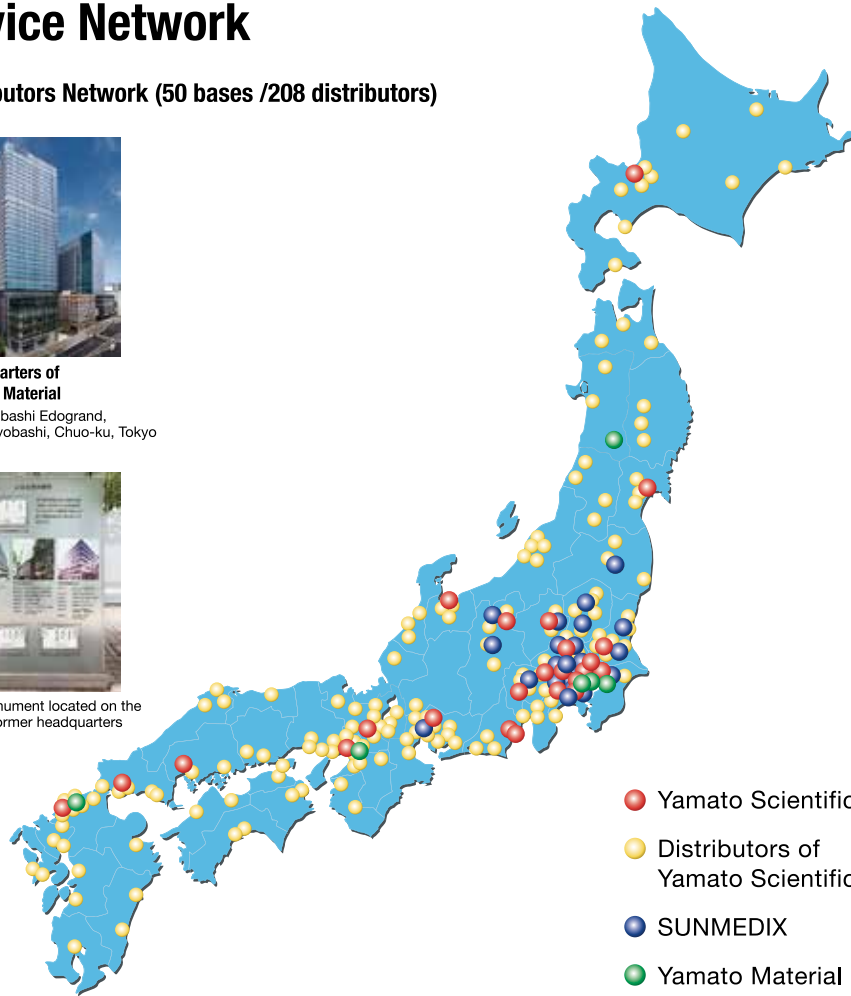 vice Network
butors Network (50 bases /208 distributors)
arters of
Material
bashi Edogrand,
yobashi, Chuo-ku, Tokyo
nument located on the
ormer headquarters
Yamato Scientific
Distributors of
Yamato Scientific
SUNMEDIX
Yamato Material